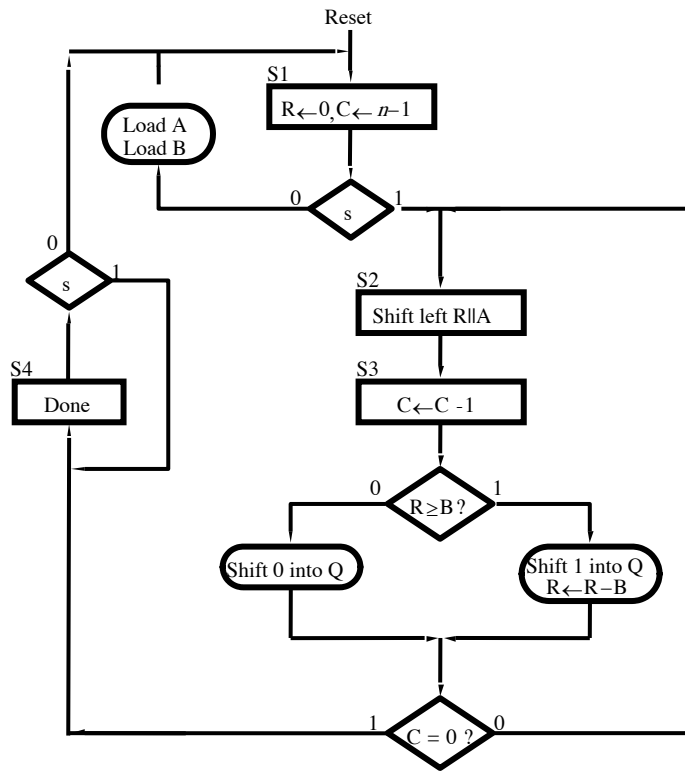 Reset
S1
R←0,C← n–1
Load A
Load B
0
1
s
0
s
1
S2
Shift left R||A
S4
Done
S3
C←C -1
0
1
R≥B?
Shift 0 into Q
Shift 1 into Q
R←R–B
1
0
C = 0 ?